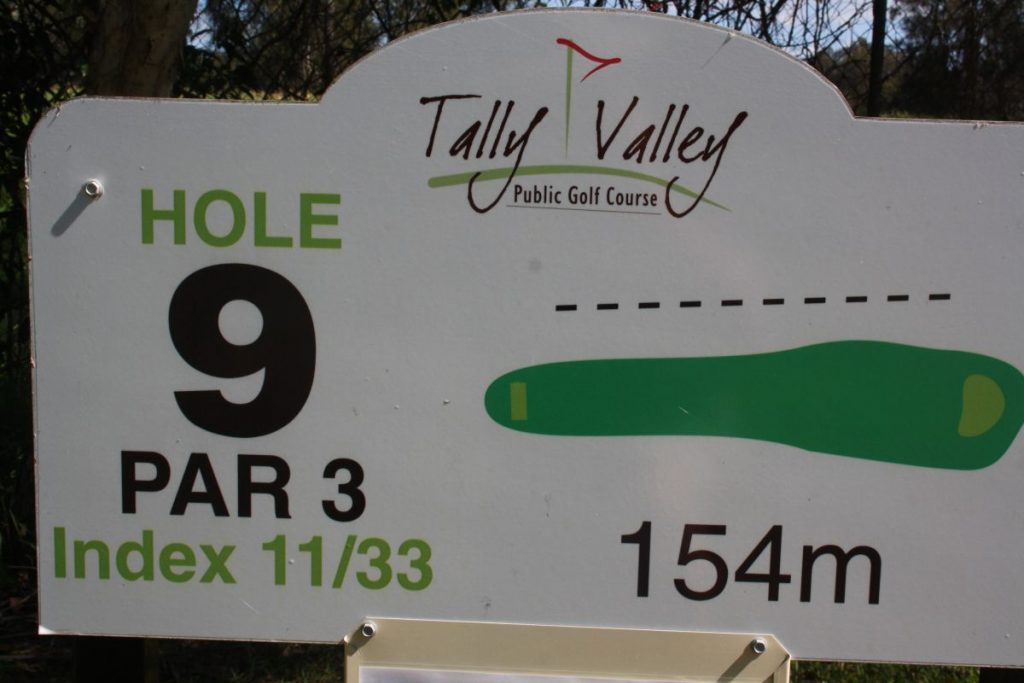 Tally Valley
Public Golf Course
HOLE
9
PAR 3
Index 11/33
154m